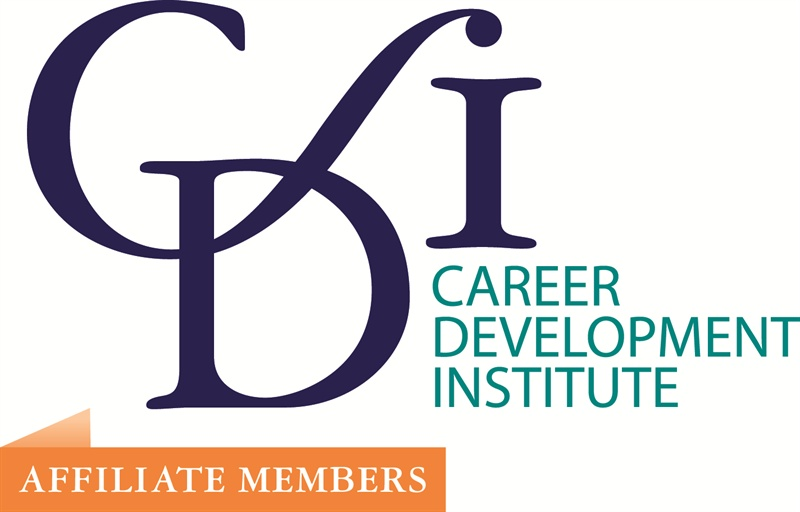 CDI
CAREER
DEVELOPMENT
INSTITUTE
AFFILIATE MEMBERS